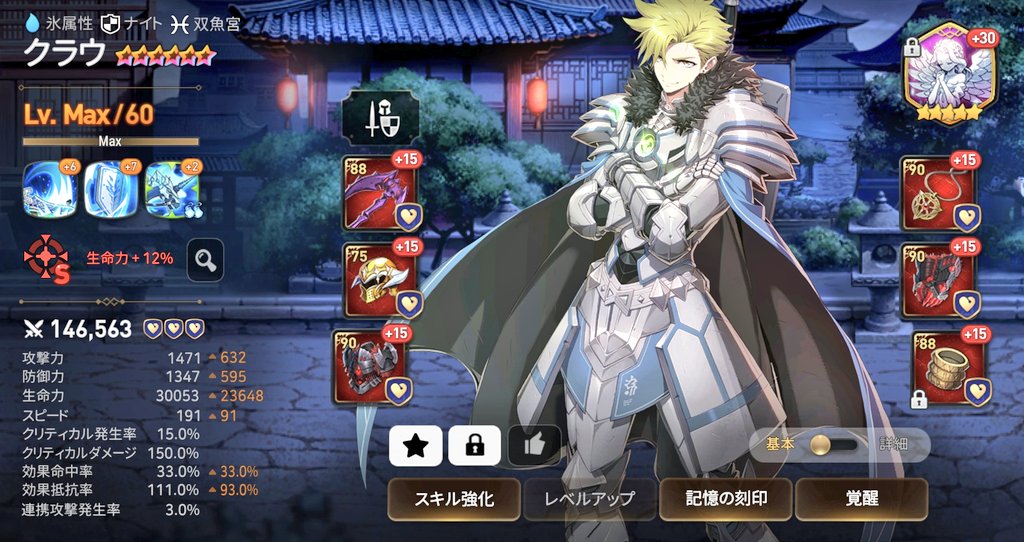 氷属性 ナイト 双魚宮
クラウ
Lv. Max/60
Max
+6 +7 +2
S 生命力 + 12%
146,563
攻撃力 1471 632
防御力 1347 595
生命力 30053 23648
スピード 191 91
クリティカル発生率 15.0%
クリティカルダメージ 150.0%
効果命中率 33.0% 33.0%
効果抵抗率 111.0% 93.0%
連携攻撃発生率 3.0%
88 +15
75 +15
90 +15
+30
90 +15
90 +15
88 +15
基本 詳細
スキル強化 レベルアップ 記憶の刻印 覚醒